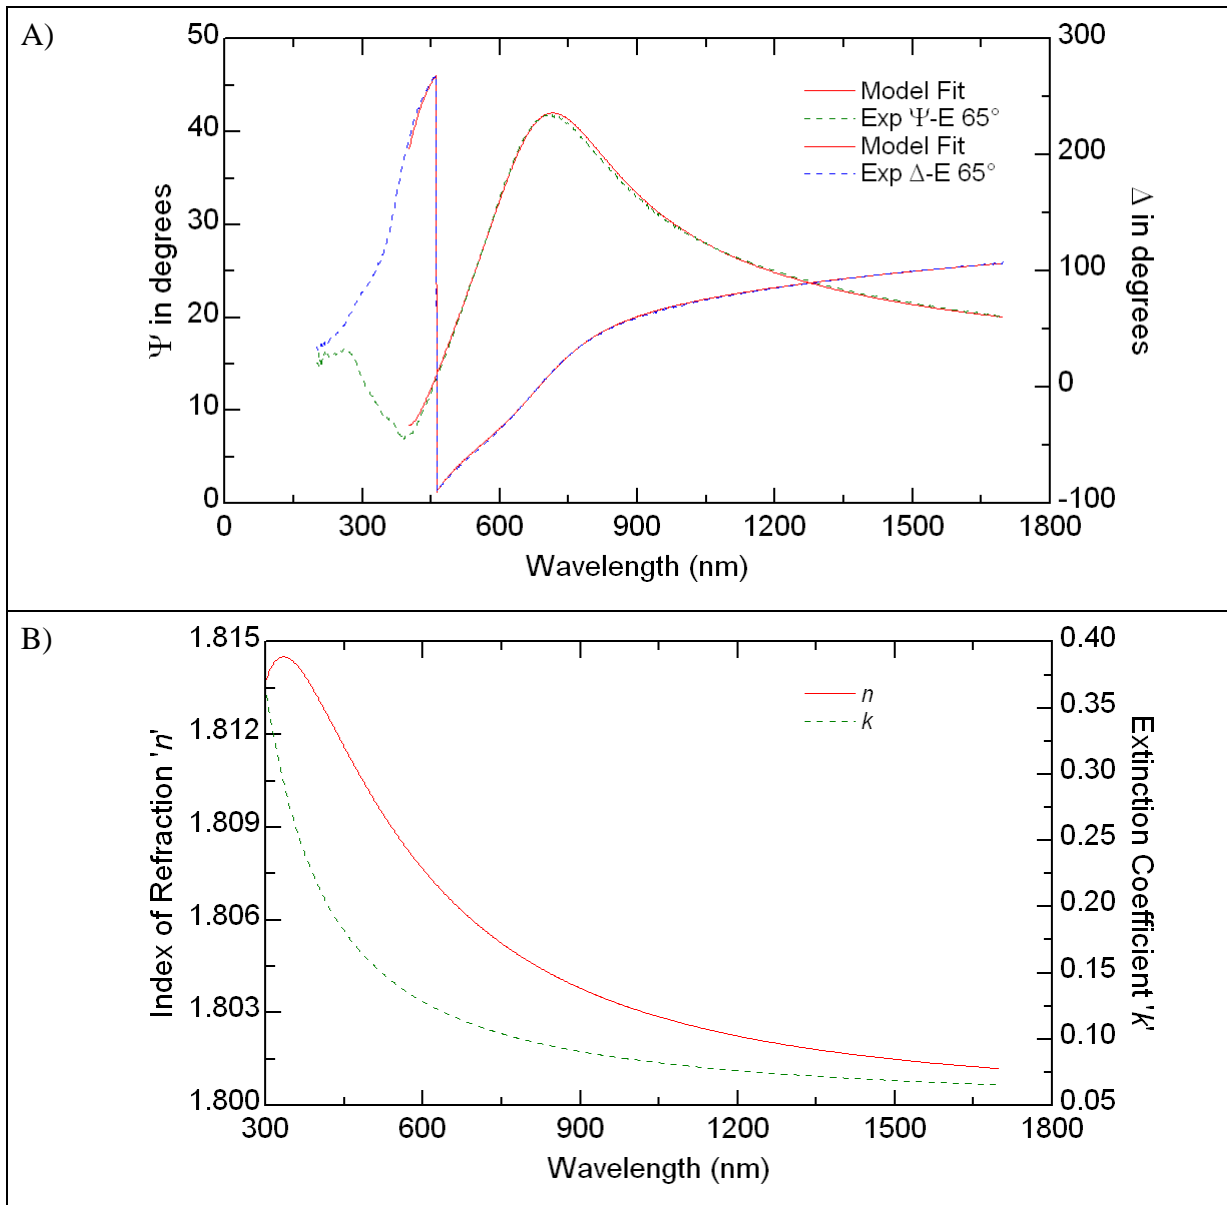 A)
50
40
30
20
10
0
Ψ in degrees
300
200
100
0
-100
Δ in degrees
Model Fit
Exp Ψ-E 65°
Model Fit
Exp Δ-E 65°
0 300 600 900 1200 1500 1800
Wavelength (nm)
B)
1.815
1.812
1.809
1.806
1.803
1.800
Index of Refraction 'n'
0.40
0.35
0.30
0.25
0.20
0.15
0.10
0.05
Extinction Coefficient 'k'
n
k
300 600 900 1200 1500 1800
Wavelength (nm)